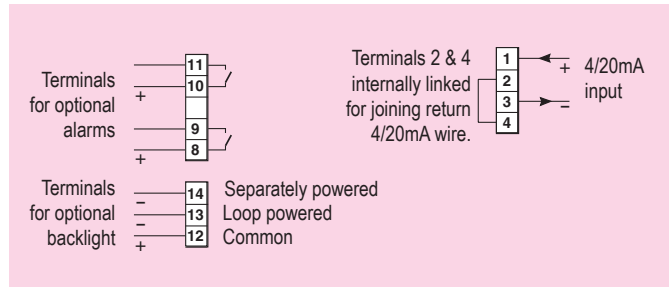 Terminals
for optional
alarms
11
10
+
9
8
+
Terminals
for optional
backlight
−
−
+
14 Separately powered
13 Loop powered
12 Common
Terminals 2 & 4
internally linked
for joining return
4/20mA wire.
1
2
3
4
+
−
4/20mA
input